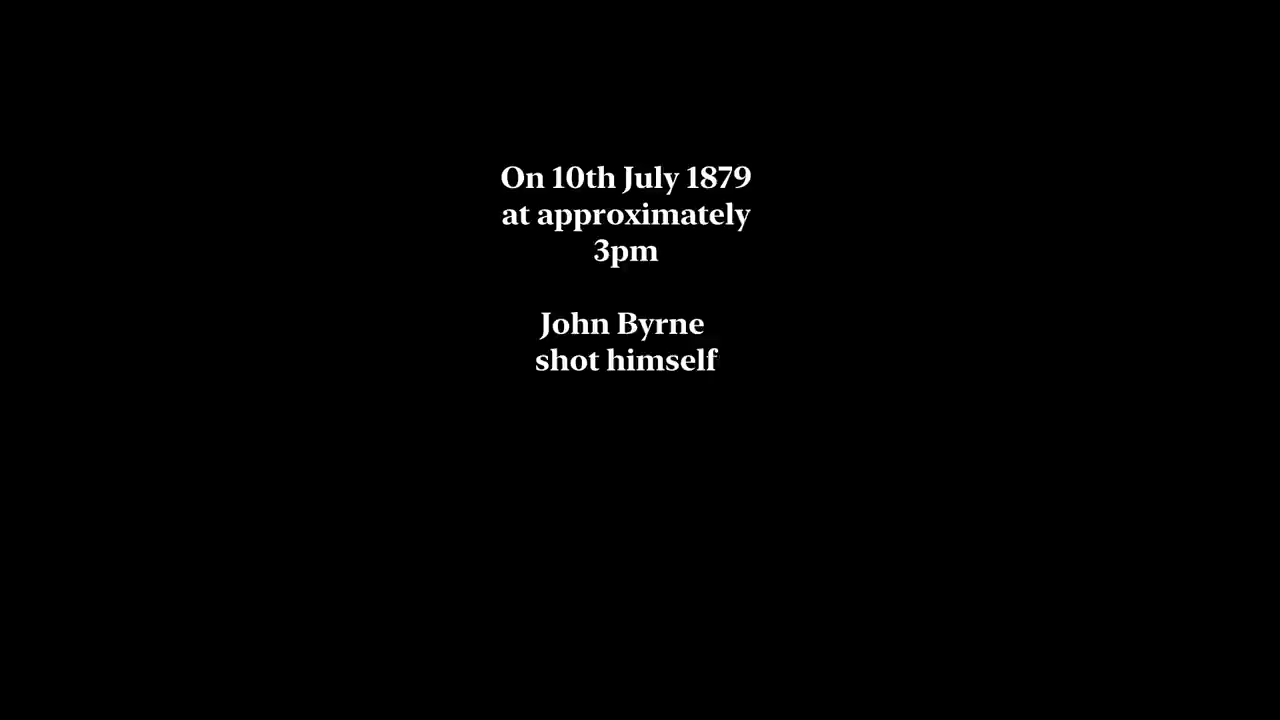 On 10th July 1879
at approximately
3pm
John Byrne
shot himself